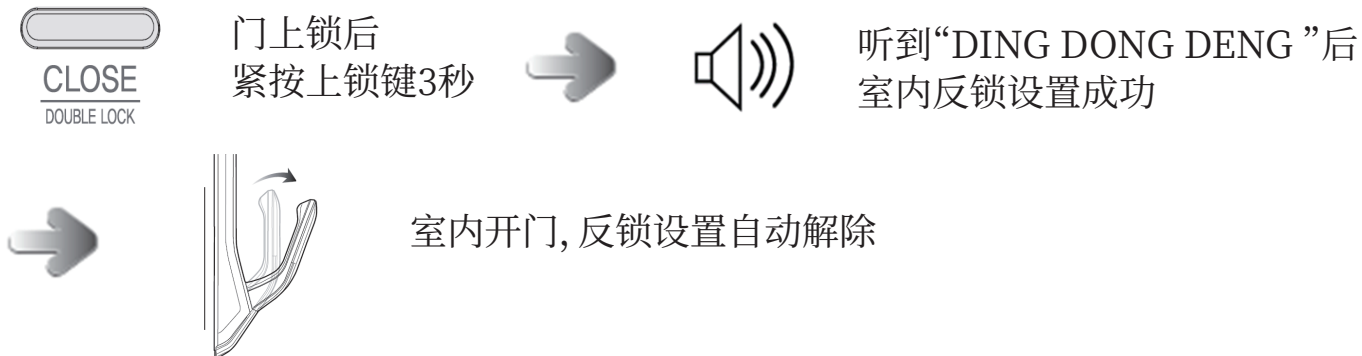 CLOSE
DOUBLE LOCK
门上锁后
紧按上锁键3秒
听到“DING DONG DENG ”后
室内反锁设置成功
室内开门, 反锁设置自动解除